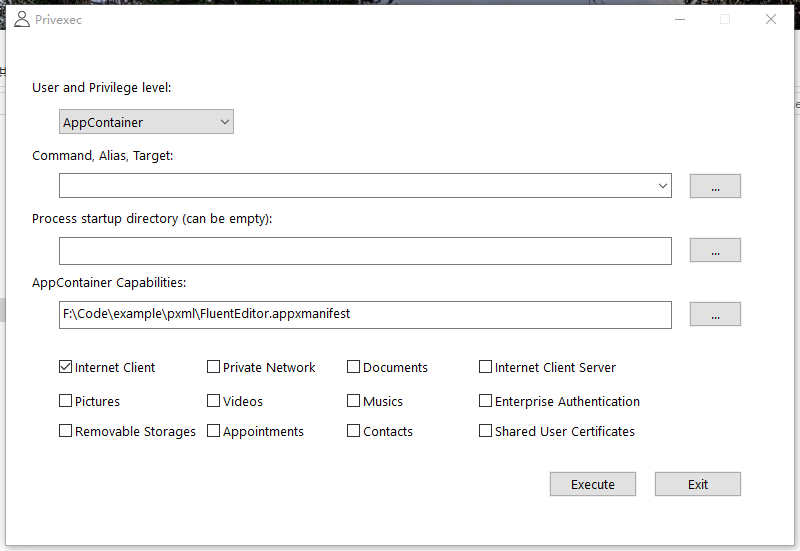 Privexec
User and Privilege level:
AppContainer
Command, Alias, Target:
...
Process startup directory (can be empty):
...
AppContainer Capabilities:
F:\Code\example\pxml\FluentEditor.appxmanifest
...
Internet Client Private Network Documents Internet Client Server
Pictures Videos Musics Enterprise Authentication
Removable Storages Appointments Contacts Shared User Certificates
Execute Exit